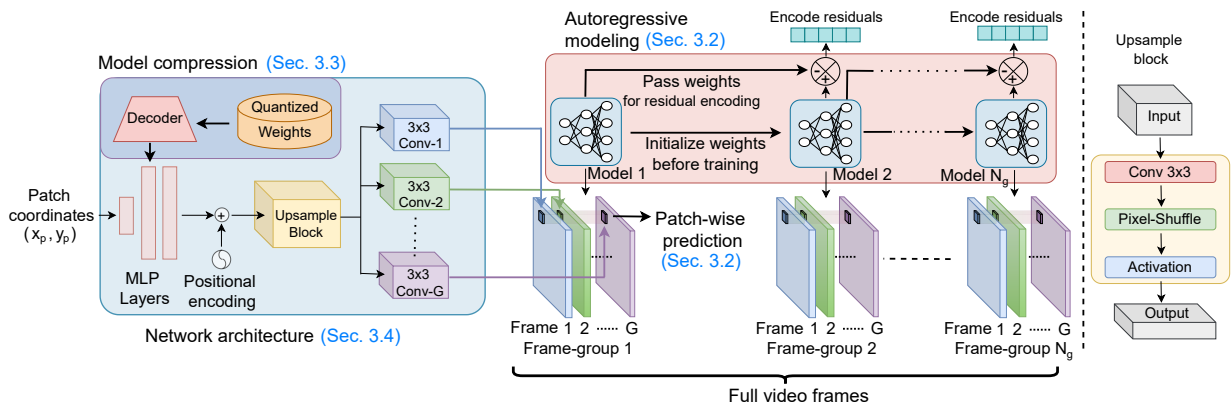 Autoregressive
modeling (Sec. 3.2)
Encode residuals
Encode residuals
Model compression (Sec. 3.3)
Decoder
Quantized
Weights
Patch
coordinates
(xₚ, yₚ)
MLP
Layers
Positional
encoding
Upsample
Block
3x3
Conv-1
3x3
Conv-2
3x3
Conv-G
Network architecture (Sec. 3.4)
Pass weights
for residual encoding
Initialize weights
before training
Model 1
Model 2
Model N_g
Patch-wise
prediction
(Sec. 3.2)
Frame 1 2 ...... G
Frame-group 1
Frame 1 2 ...... G
Frame-group 2
Frame 1 2 ...... G
Frame-group N_g
Full video frames
Upsample
block
Input
Conv 3x3
Pixel-Shuffle
Activation
Output